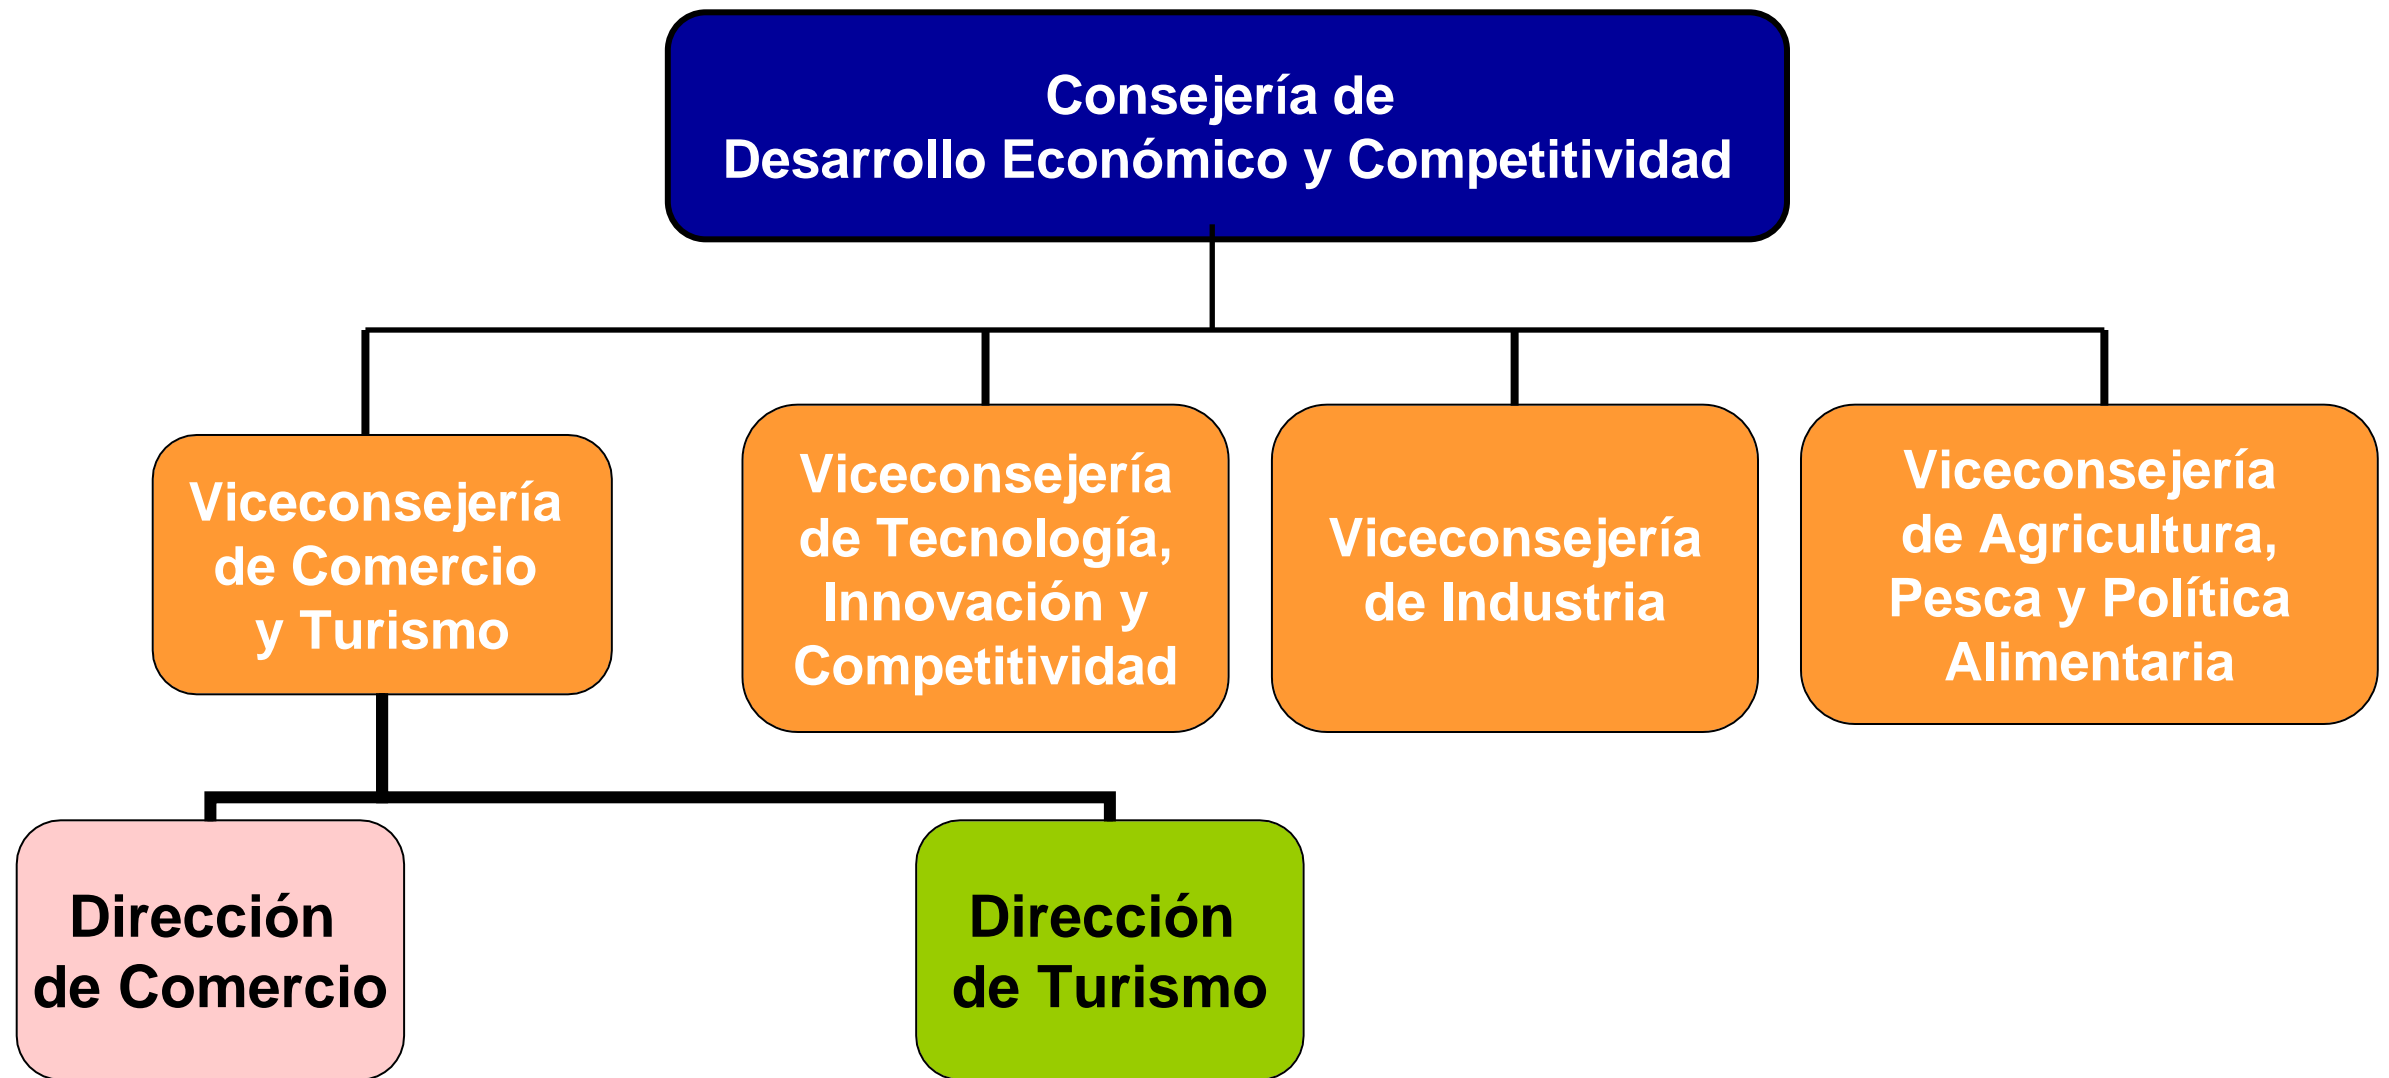 Consejería de
Desarrollo Económico y Competitividad
Viceconsejería
de Comercio
y Turismo
Viceconsejería
de Tecnología,
Innovación y
Competitividad
Viceconsejería
de Industria
Viceconsejería
de Agricultura,
Pesca y Política
Alimentaria
Dirección
de Comercio
Dirección
de Turismo